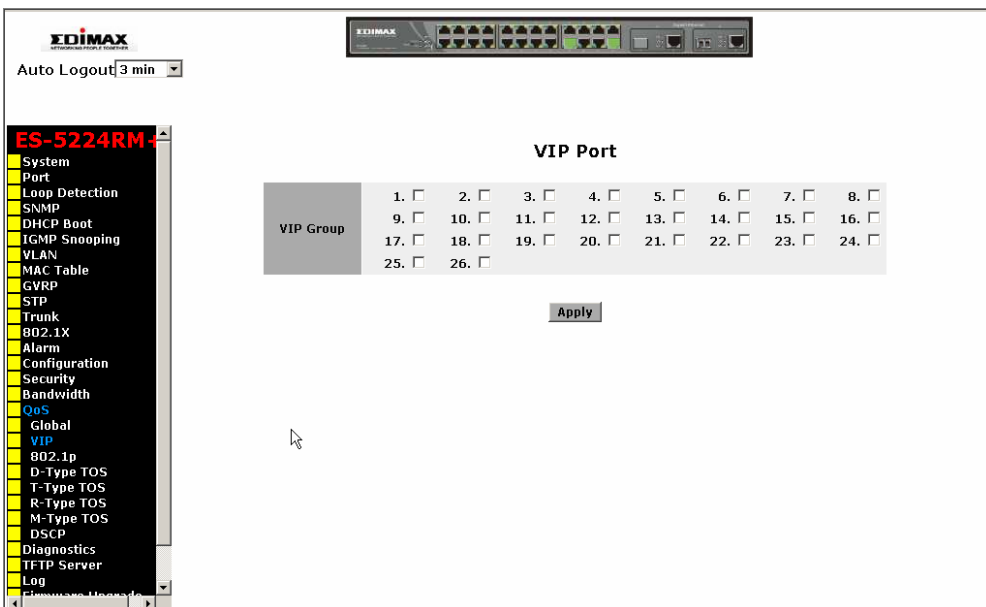 EDIMAX
NETWORKING PEOPLE TOGETHER
EDIMAX
Auto Logout 3 min
ES-5224RM+
System
Port
Loop Detection
SNMP
DHCP Boot
IGMP Snooping
VLAN
MAC Table
GVRP
STP
Trunk
802.1X
Alarm
Configuration
Security
Bandwidth
QoS
Global
VIP
802.1p
D-Type TOS
T-Type TOS
R-Type TOS
M-Type TOS
DSCP
Diagnostics
TFTP Server
Log
Firmware Upgrade
VIP Port
VIP Group
1. 2. 3. 4. 5. 6. 7. 8.
9. 10. 11. 12. 13. 14. 15. 16.
17. 18. 19. 20. 21. 22. 23. 24.
25. 26.
Apply